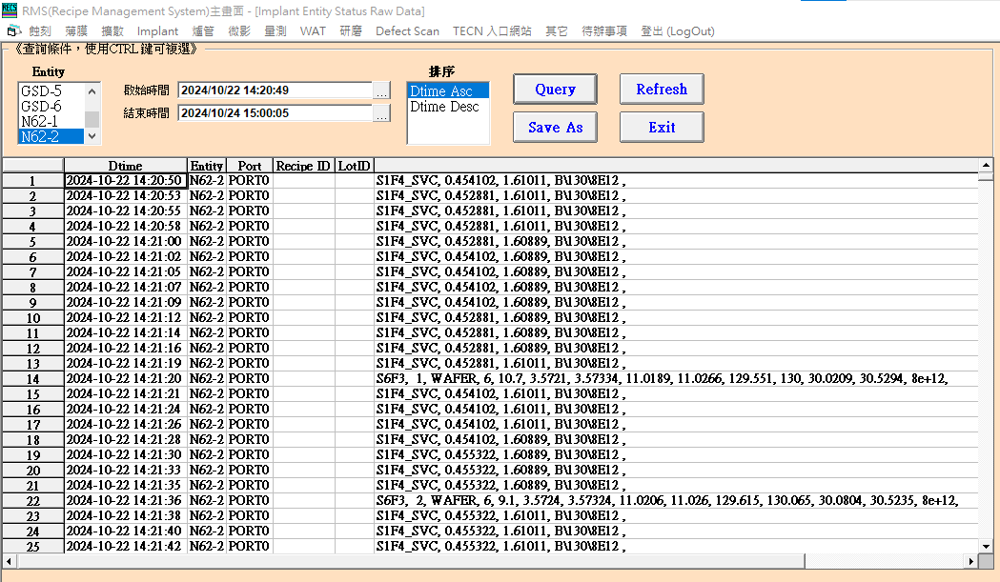 RMS(Recipe Management System)主畫面 - [Implant Entity Status Raw Data]
蝕刻 薄膜 擴散 Implant 爐管 微影 量測 WAT 研磨 Defect Scan TECN 入口網站 其它 待辦事項 登出 (LogOut)
《查詢條件，使用CTRL鍵可複選》
Entity
GSD-5
GSD-6
N62-1
N62-2
啟始時間 2024/10/22 14:20:49 ...
結束時間 2024/10/24 15:00:05 ...
排序
Dtime Asc
Dtime Desc
Query Refresh
Save As Exit
Dtime Entity Port Recipe ID LotID
1 2024-10-22 14:20:50 N62-2 PORT0 S1F4_SVC, 0.454102, 1.61011, B\130\8E12 ,
2 2024-10-22 14:20:53 N62-2 PORT0 S1F4_SVC, 0.452881, 1.61011, B\130\8E12 ,
3 2024-10-22 14:20:55 N62-2 PORT0 S1F4_SVC, 0.452881, 1.61011, B\130\8E12 ,
4 2024-10-22 14:20:58 N62-2 PORT0 S1F4_SVC, 0.452881, 1.61011, B\130\8E12 ,
5 2024-10-22 14:21:00 N62-2 PORT0 S1F4_SVC, 0.452881, 1.60889, B\130\8E12 ,
6 2024-10-22 14:21:02 N62-2 PORT0 S1F4_SVC, 0.454102, 1.60889, B\130\8E12 ,
7 2024-10-22 14:21:05 N62-2 PORT0 S1F4_SVC, 0.454102, 1.60889, B\130\8E12 ,
8 2024-10-22 14:21:07 N62-2 PORT0 S1F4_SVC, 0.454102, 1.60889, B\130\8E12 ,
9 2024-10-22 14:21:09 N62-2 PORT0 S1F4_SVC, 0.454102, 1.60889, B\130\8E12 ,
10 2024-10-22 14:21:12 N62-2 PORT0 S1F4_SVC, 0.452881, 1.60889, B\130\8E12 ,
11 2024-10-22 14:21:14 N62-2 PORT0 S1F4_SVC, 0.452881, 1.60889, B\130\8E12 ,
12 2024-10-22 14:21:16 N62-2 PORT0 S1F4_SVC, 0.452881, 1.60889, B\130\8E12 ,
13 2024-10-22 14:21:19 N62-2 PORT0 S1F4_SVC, 0.452881, 1.61011, B\130\8E12 ,
14 2024-10-22 14:21:20 N62-2 PORT0 S6F3, 1, WAFER, 6, 10.7, 3.5721, 3.57334, 11.0189, 11.0266, 129.551, 130, 30.0209, 30.5294, 8e+12,
15 2024-10-22 14:21:21 N62-2 PORT0 S1F4_SVC, 0.454102, 1.61011, B\130\8E12 ,
16 2024-10-22 14:21:24 N62-2 PORT0 S1F4_SVC, 0.454102, 1.61011, B\130\8E12 ,
17 2024-10-22 14:21:26 N62-2 PORT0 S1F4_SVC, 0.454102, 1.61011, B\130\8E12 ,
18 2024-10-22 14:21:28 N62-2 PORT0 S1F4_SVC, 0.454102, 1.60889, B\130\8E12 ,
19 2024-10-22 14:21:30 N62-2 PORT0 S1F4_SVC, 0.455322, 1.60889, B\130\8E12 ,
20 2024-10-22 14:21:33 N62-2 PORT0 S1F4_SVC, 0.455322, 1.60889, B\130\8E12 ,
21 2024-10-22 14:21:35 N62-2 PORT0 S1F4_SVC, 0.455322, 1.60889, B\130\8E12 ,
22 2024-10-22 14:21:36 N62-2 PORT0 S6F3, 2, WAFER, 6, 9.1, 3.5724, 3.57324, 11.0206, 11.026, 129.615, 130.065, 30.0804, 30.5235, 8e+12,
23 2024-10-22 14:21:38 N62-2 PORT0 S1F4_SVC, 0.455322, 1.61011, B\130\8E12 ,
24 2024-10-22 14:21:40 N62-2 PORT0 S1F4_SVC, 0.455322, 1.61011, B\130\8E12 ,
25 2024-10-22 14:21:42 N62-2 PORT0 S1F4_SVC, 0.455322, 1.61011, B\130\8E12 ,